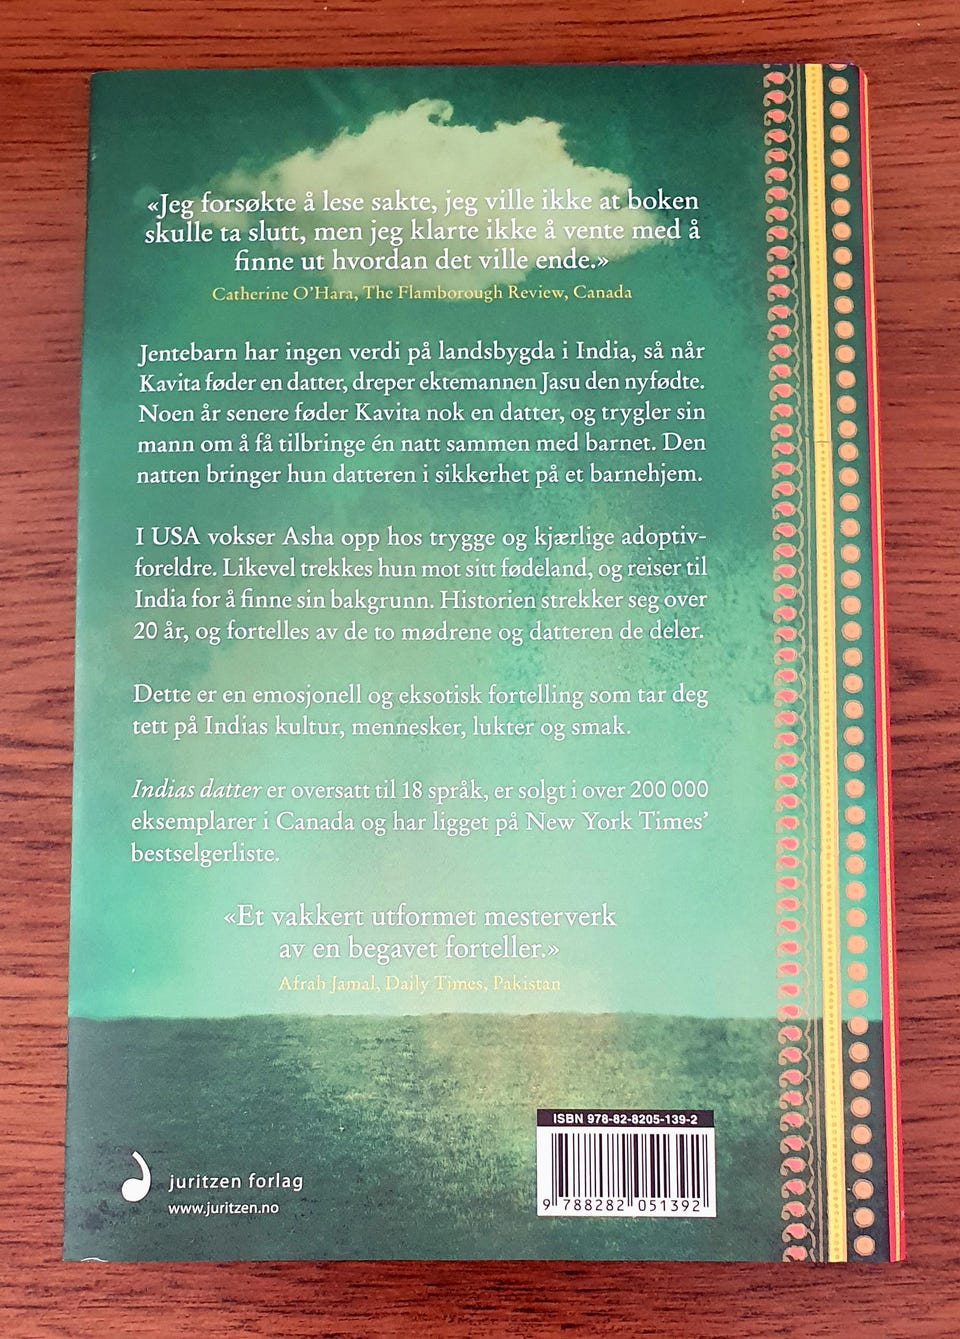 «Jeg forsøkte å lese sakte, jeg ville ikke at boken
skulle ta slutt, men jeg klarte ikke å vente med å
finne ut hvordan det ville ende.»
Catherine O'Hara, The Flamborough Review, Canada
Jentebarn har ingen verdi på landsbygda i India, så når
Kavita føder en datter, dreper ektemannen Jasu den nyfødte.
Noen år senere føder Kavita nok en datter, og trygler sin
mann om å få tilbringe én natt sammen med barnet. Den
natten bringer hun datteren i sikkerhet på et barnehjem.
I USA vokser Asha opp hos trygge og kjærlige adoptiv-
foreldre. Likevel trekkes hun mot sitt fødeland, og reiser til
India for å finne sin bakgrunn. Historien strekker seg over
20 år, og fortelles av de to mødrene og datteren de deler.
Dette er en emosjonell og eksotisk fortelling som tar deg
tett på Indias kultur, mennesker, lukter og smak.
Indias datter er oversatt til 18 språk, er solgt i over 200 000
eksemplarer i Canada og har ligget på New York Times'
bestselgerliste.
«Et vakkert utformet mesterverk
av en begavet forteller.»
Afrah Jamal, Daily Times, Pakistan
ISBN 978-82-8205-139-2
9 788282 051392
juritzen forlag
www.juritzen.no